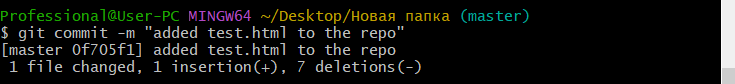 Professional@User-PC MINGW64 ~/Desktop/Новая папка (master)
$ git commit -m "added test.html to the repo"
[master 0f705f1] added test.html to the repo
 1 file changed, 1 insertion(+), 7 deletions(-)